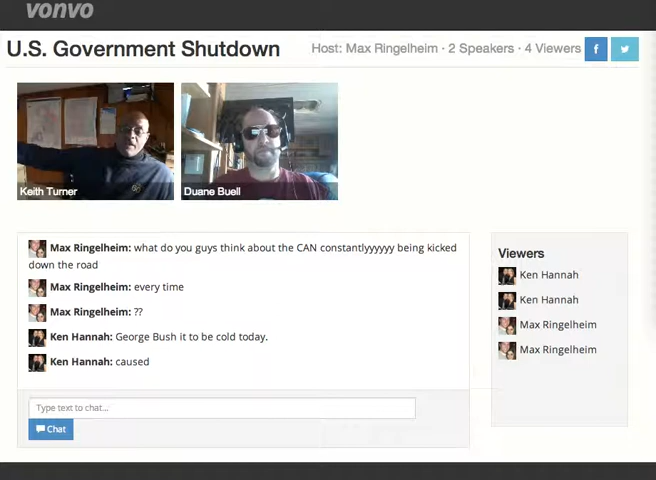 vonvo
U.S. Government Shutdown
Host: Max Ringelheim · 2 Speakers · 4 Viewers
Keith Turner
Duane Buell
Max Ringelheim: what do you guys think about the CAN constantlyyyyyy being kicked
down the road
Max Ringelheim: every time
Max Ringelheim: ??
Ken Hannah: George Bush it to be cold today.
Ken Hannah: caused
Type text to chat...
Chat
Viewers
Ken Hannah
Ken Hannah
Max Ringelheim
Max Ringelheim